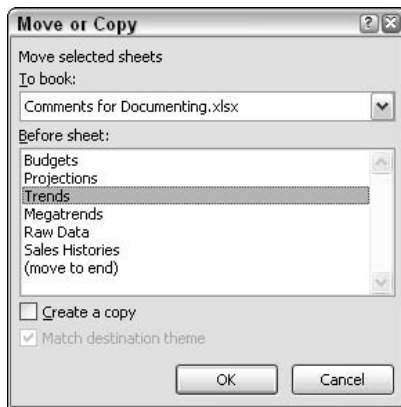 Move or Copy
Move selected sheets
To book:
Comments for Documenting.xlsx
Before sheet:
Budgets
Projections
Trends
Megatrends
Raw Data
Sales Histories
(move to end)
Create a copy
Match destination theme
OK Cancel